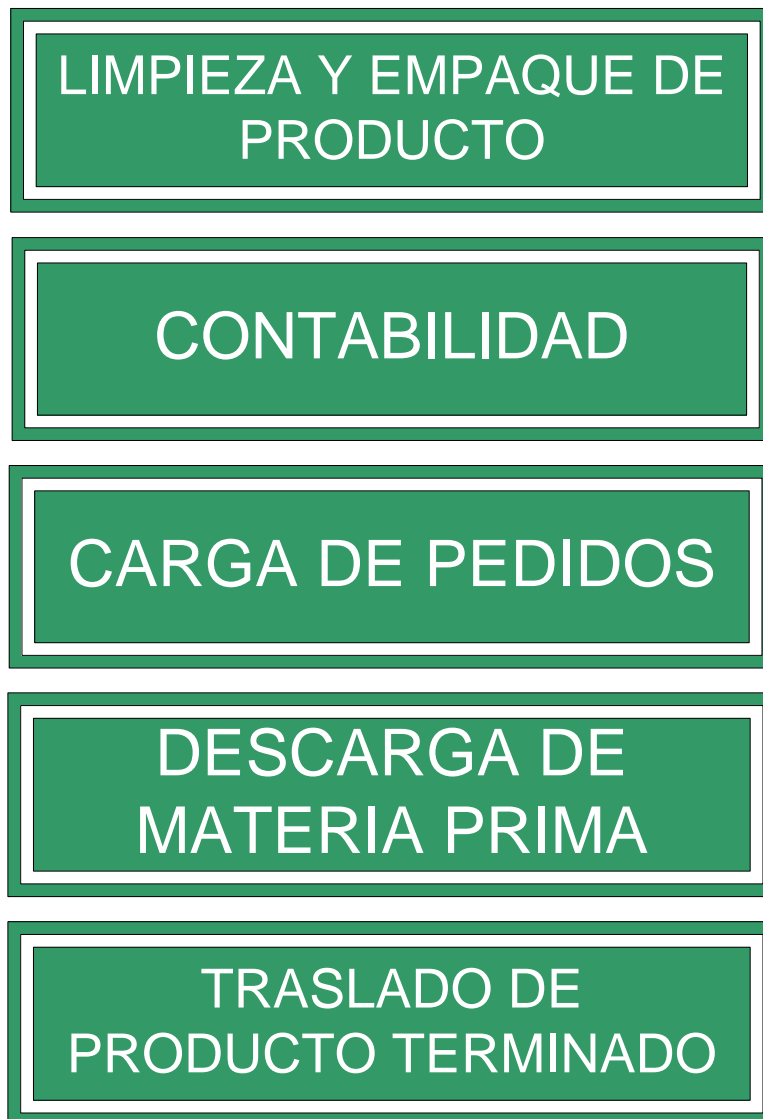 LIMPIEZA Y EMPAQUE DE
PRODUCTO
CONTABILIDAD
CARGA DE PEDIDOS
DESCARGA DE
MATERIA PRIMA
TRASLADO DE
PRODUCTO TERMINADO